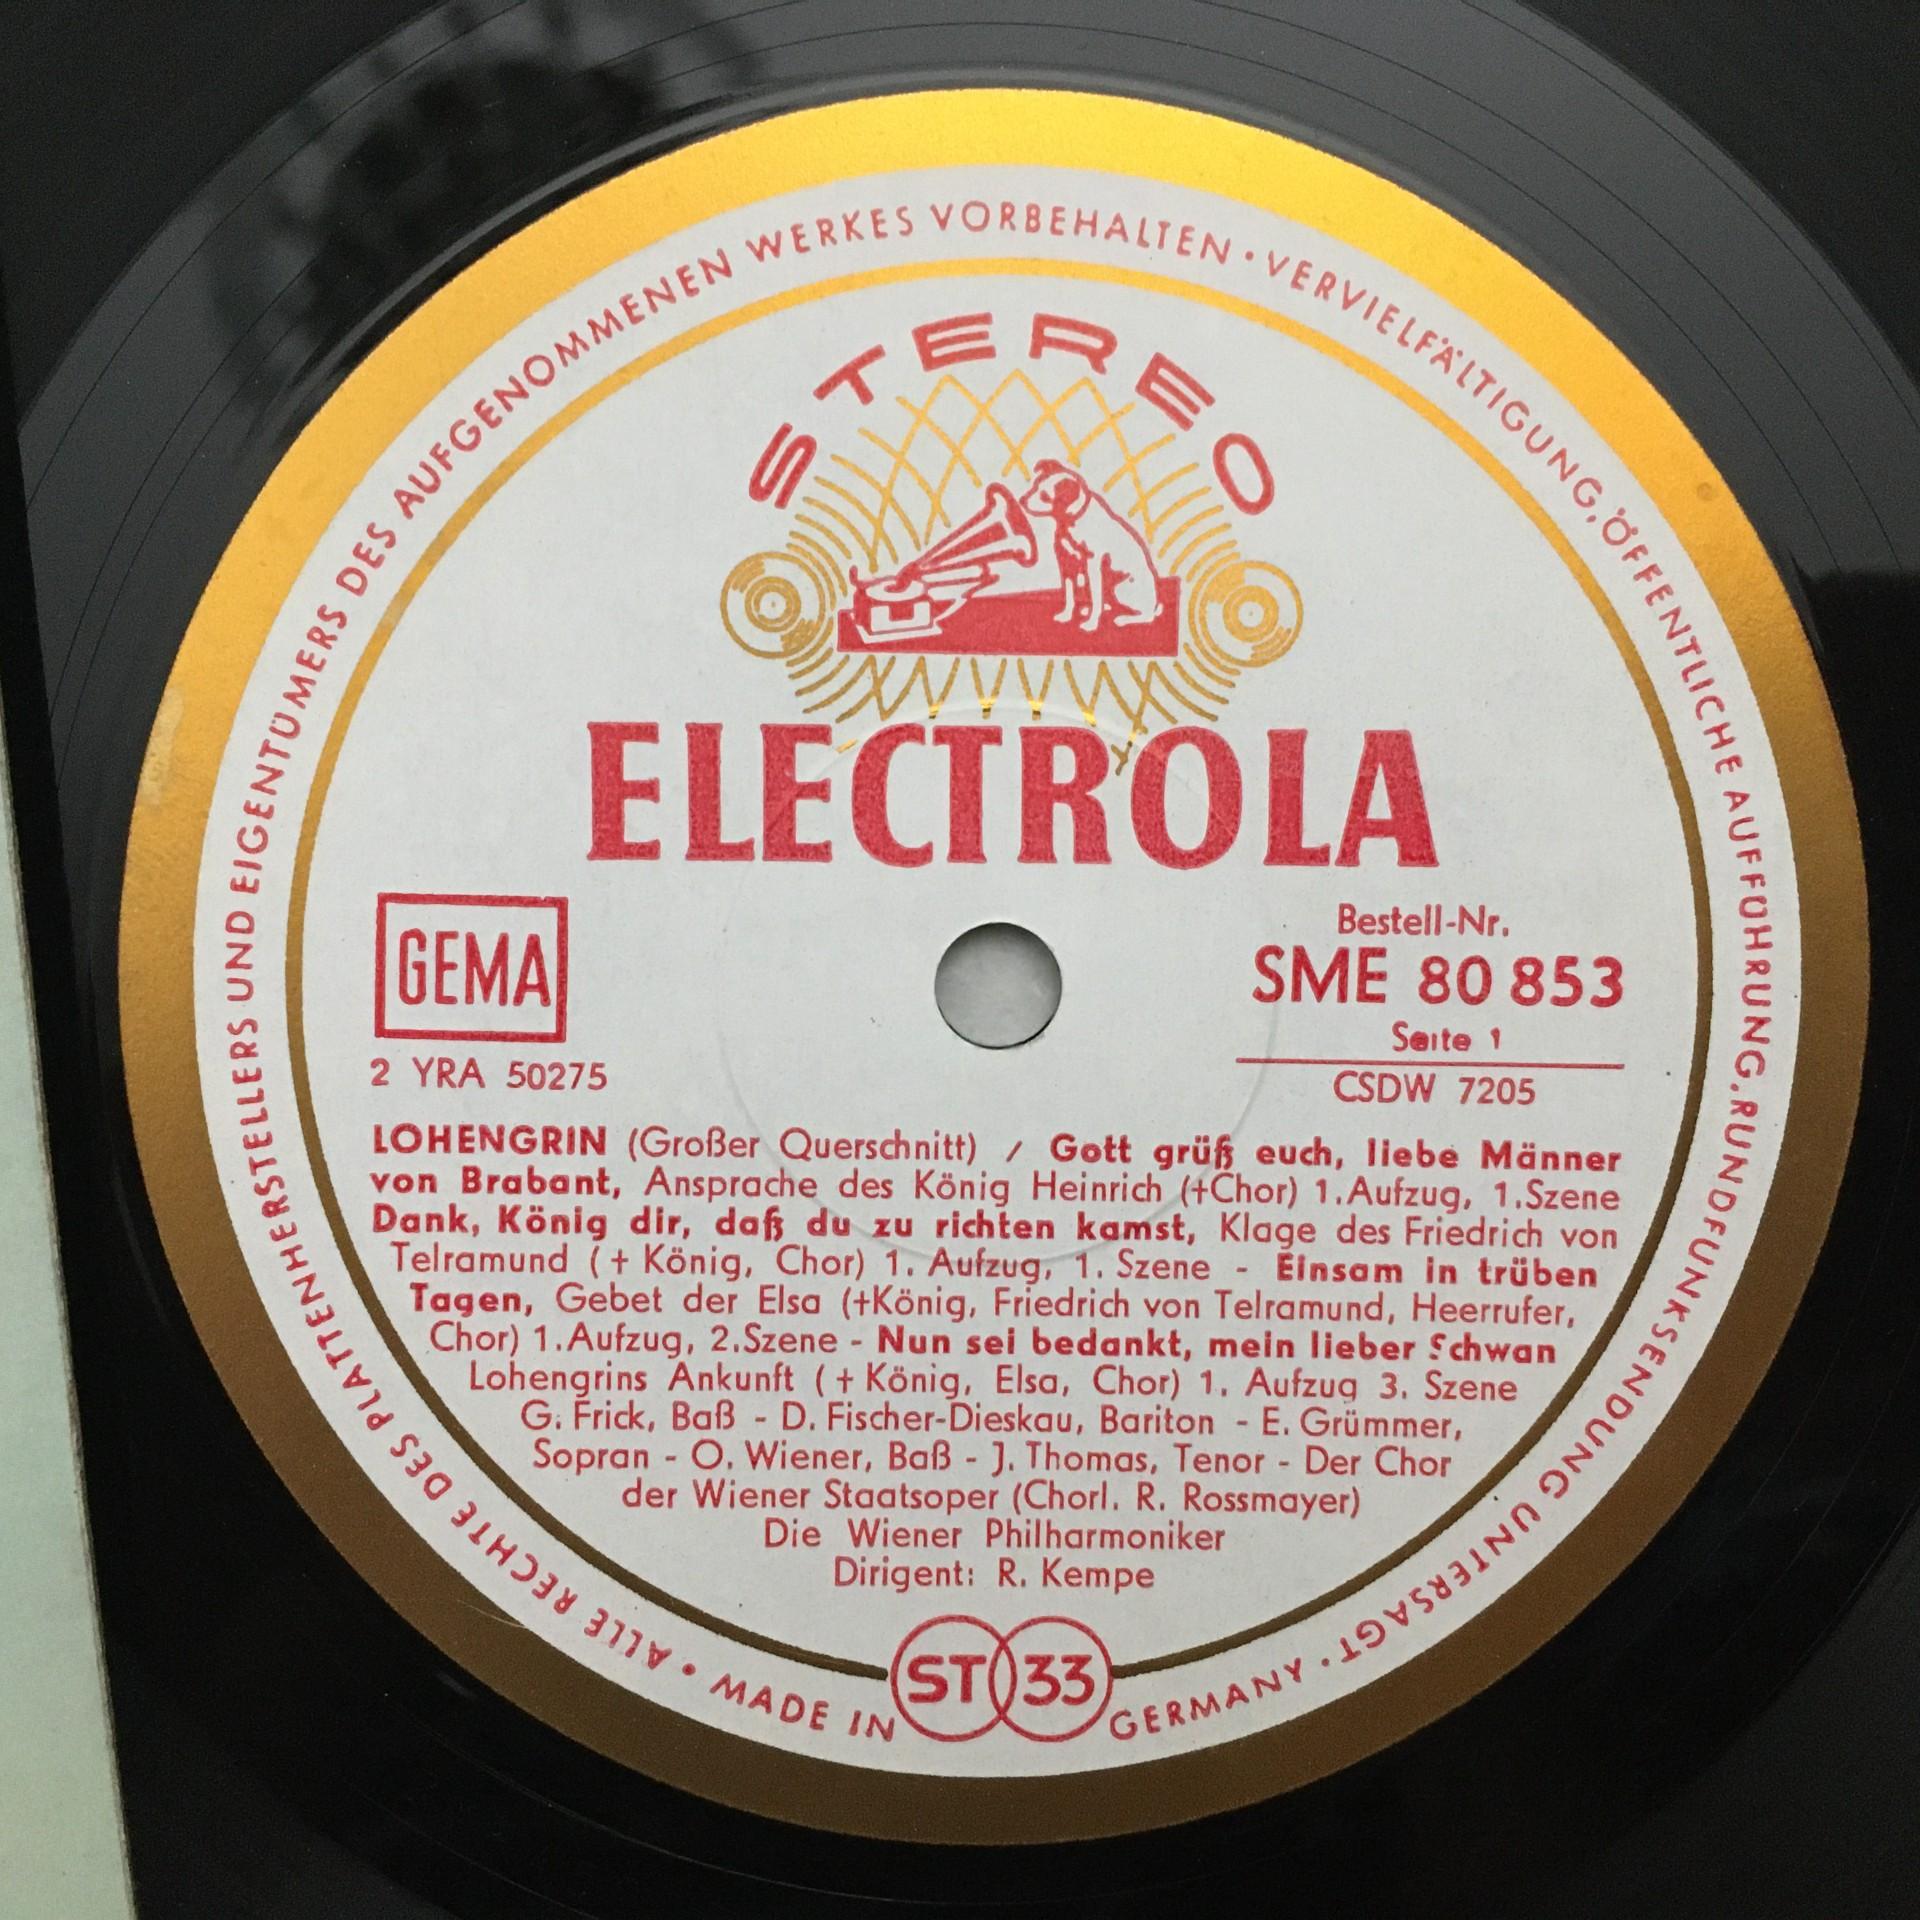 ALLE RECHTE DES PLATTENHERSTELLERS UND EIGENTÜMERS DES AUFGENOMMENEN WERKES VORBEHALTEN · VERVIELFÄLTIGUNG, ÖFFENTLICHE AUFFÜHRUNG, RUNDFUNKSENDUNG UNTERSAGT ·
STEREO
ELECTROLA
GEMA
2 YRA 50275
Bestell-Nr.
SME 80 853
Seite 1
CSDW 7205
LOHENGRIN (Großer Querschnitt) / Gott grüß euch, liebe Männer
von Brabant, Ansprache des König Heinrich (+Chor) 1.Aufzug, 1.Szene
Dank, König dir, daß du zu richten kamst, Klage des Friedrich von
Telramund (+ König, Chor) 1. Aufzug, 1. Szene - Einsam in trüben
Tagen, Gebet der Elsa (+König, Friedrich von Telramund, Heerrufer,
Chor) 1.Aufzug, 2.Szene - Nun sei bedankt, mein lieber Schwan
Lohengrins Ankunft (+ König, Elsa, Chor) 1. Aufzug 3. Szene
G. Frick, Baß - D. Fischer-Dieskau, Bariton - E. Grümmer,
Sopran - O. Wiener, Baß - J. Thomas, Tenor - Der Chor
der Wiener Staatsoper (Chorl. R. Rossmayer)
Die Wiener Philharmoniker
Dirigent: R. Kempe
ST 33
MADE IN GERMANY